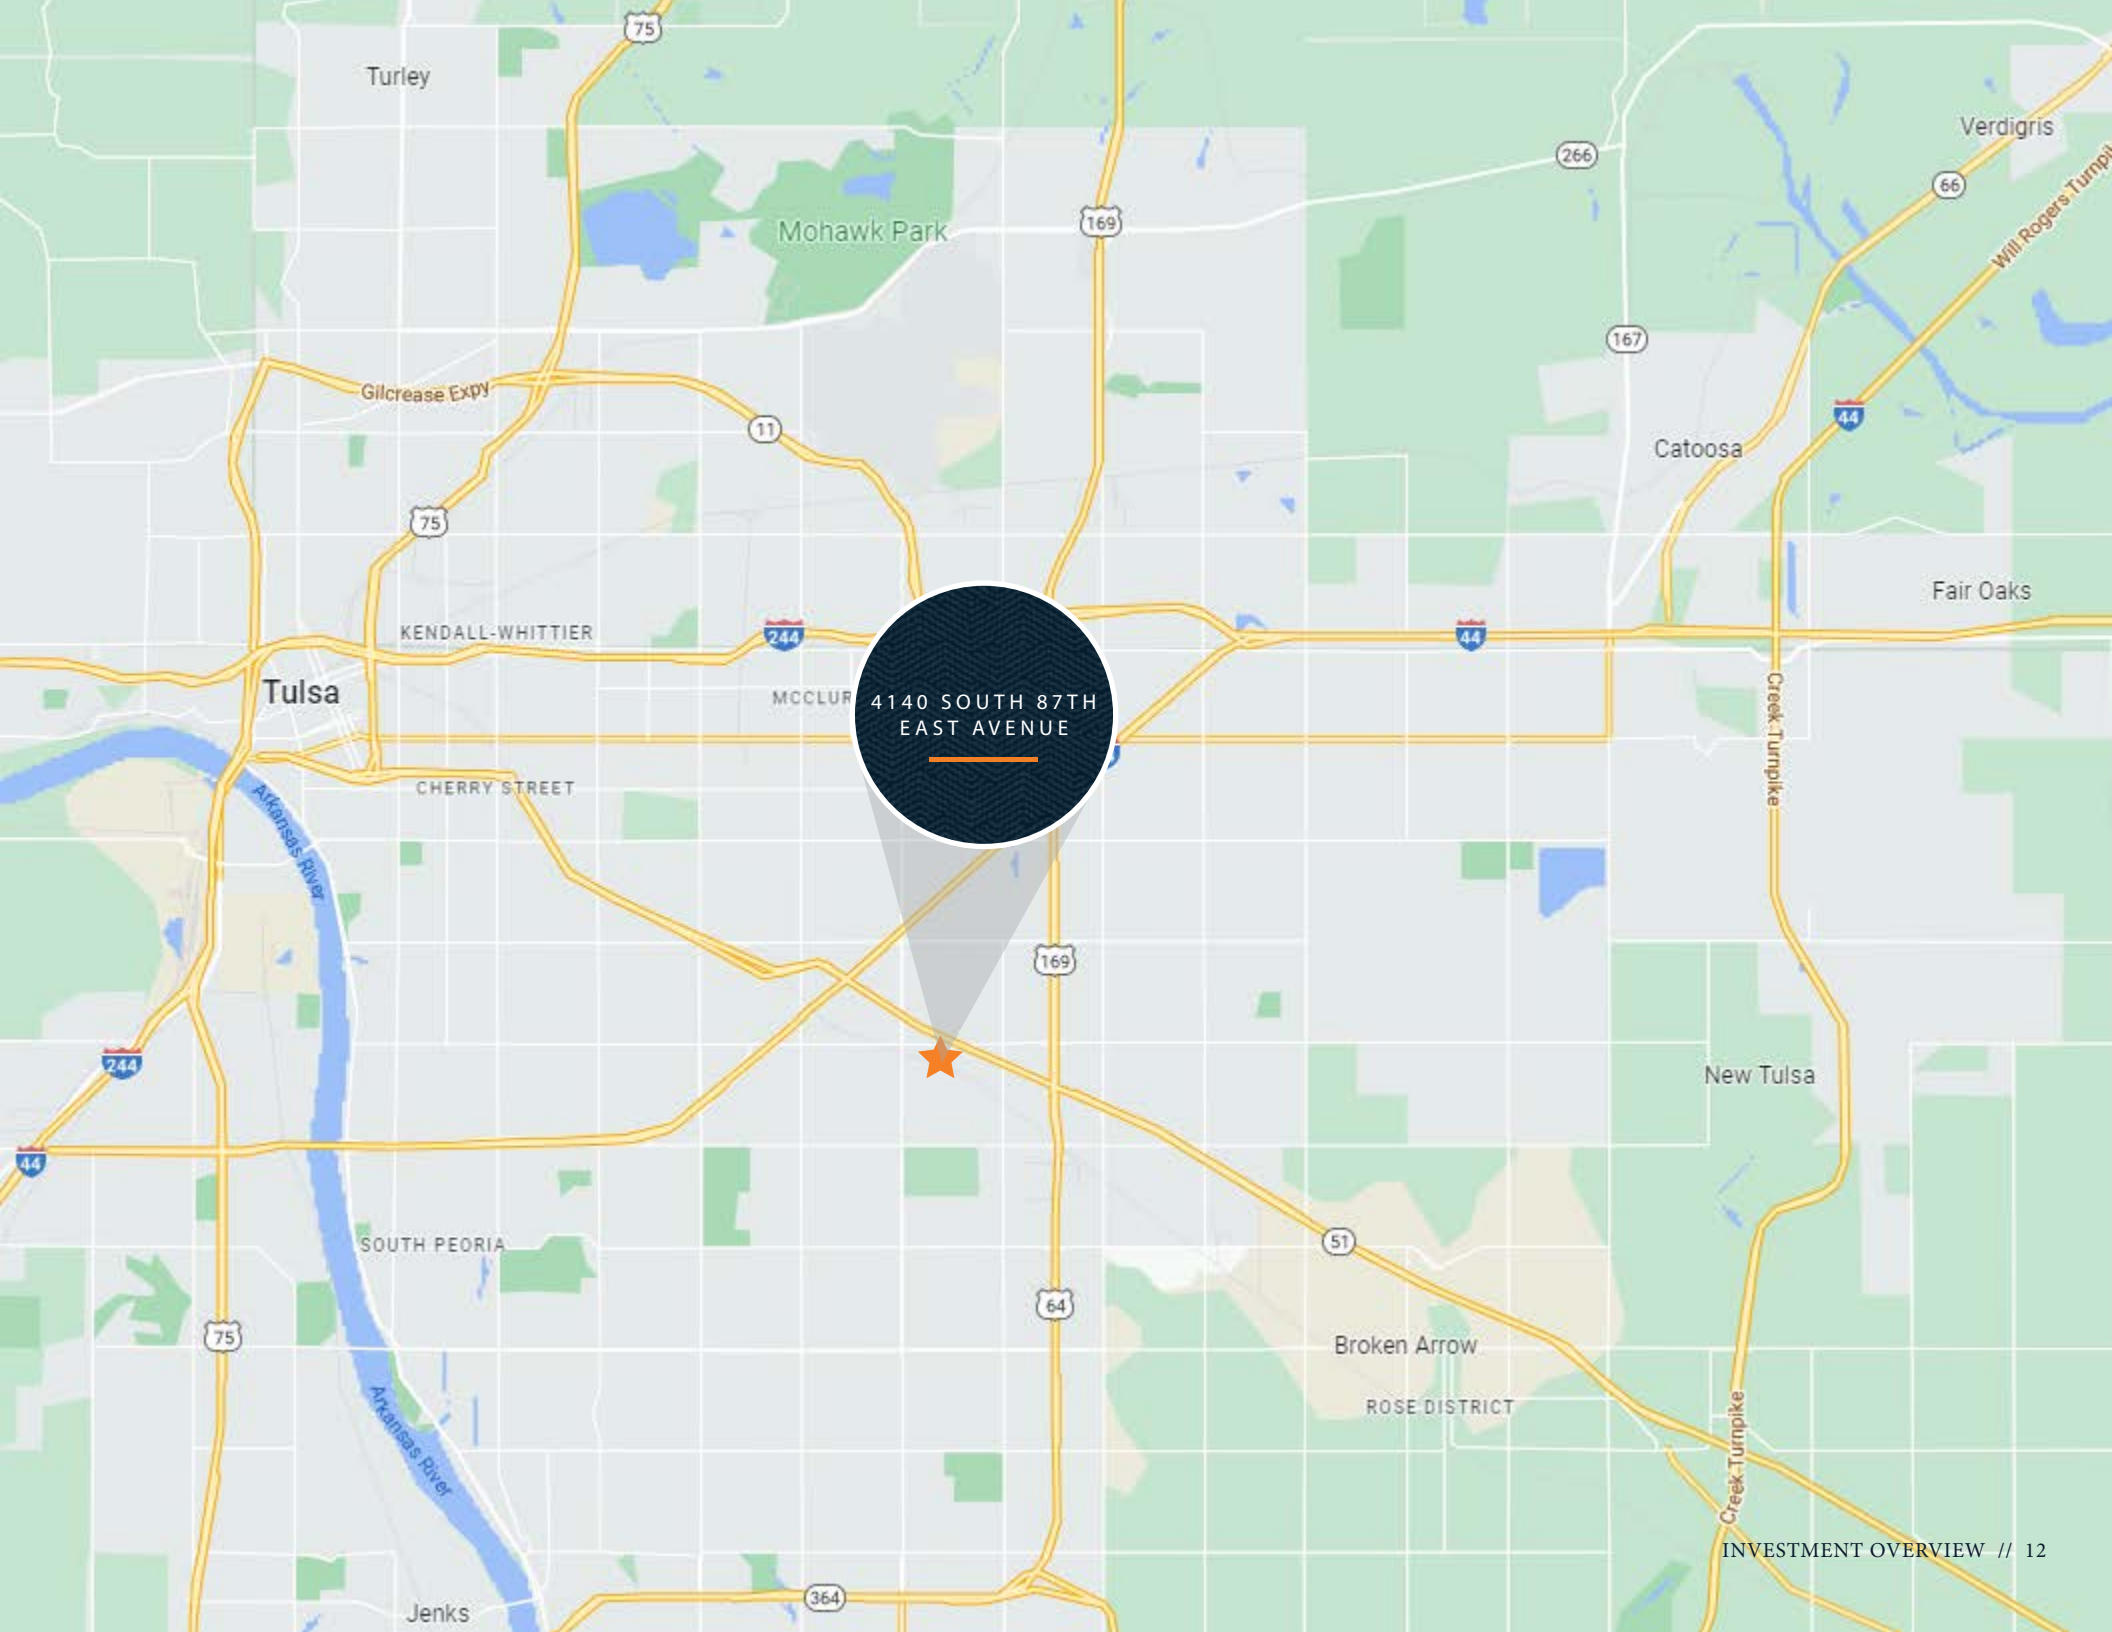 75
Turley
Verdigris
266
66
Will Rogers Turnpi
169
Mohawk Park
167
Gilcrease Expy
11
44
Catoosa
75
Fair Oaks
KENDALL-WHITTIER
244
44
Tulsa
MCCLUR
4140 SOUTH 87TH
EAST AVENUE
Creek Turnpike
CHERRY STREET
Arkansas River
169
244
New Tulsa
44
SOUTH PEORIA
51
64
75
Broken Arrow
ROSE DISTRICT
Arkansas River
Creek Turnpike
INVESTMENT OVERVIEW // 12
364
Jenks